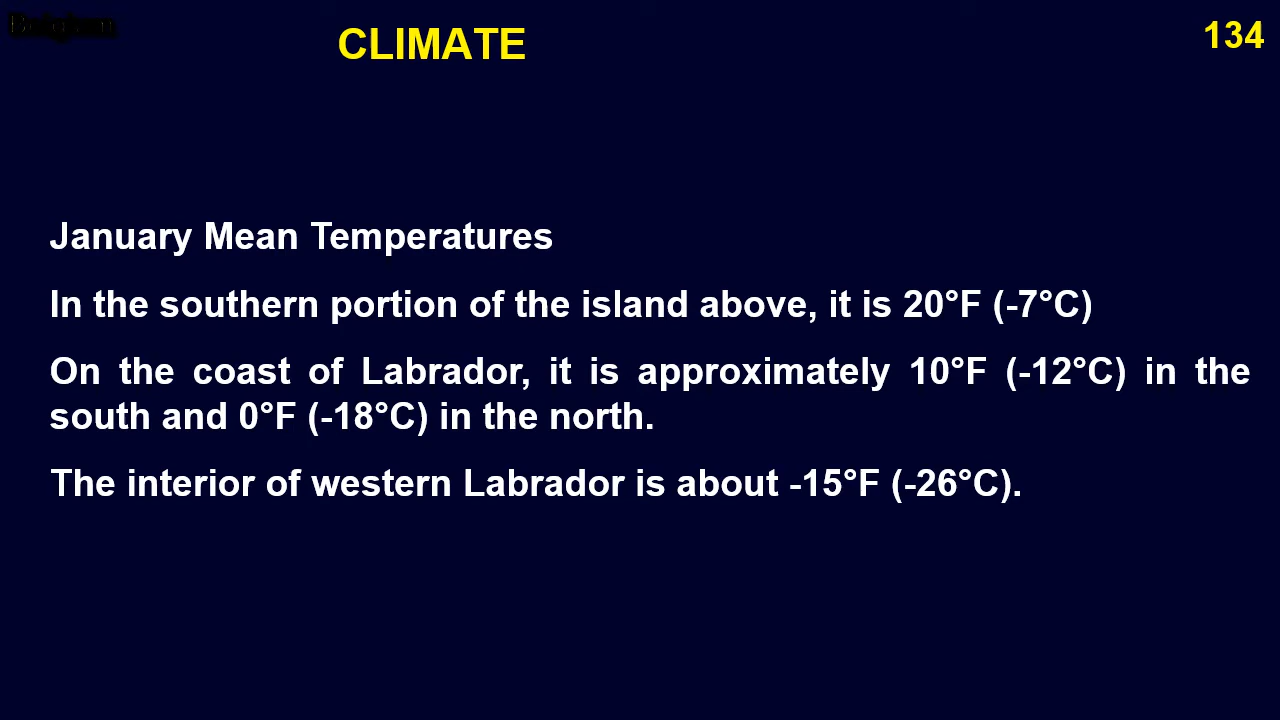 Belgium
CLIMATE
134
January Mean Temperatures
In the southern portion of the island above, it is 20°F (-7°C)
On the coast of Labrador, it is approximately 10°F (-12°C) in the
south and 0°F (-18°C) in the north.
The interior of western Labrador is about -15°F (-26°C).